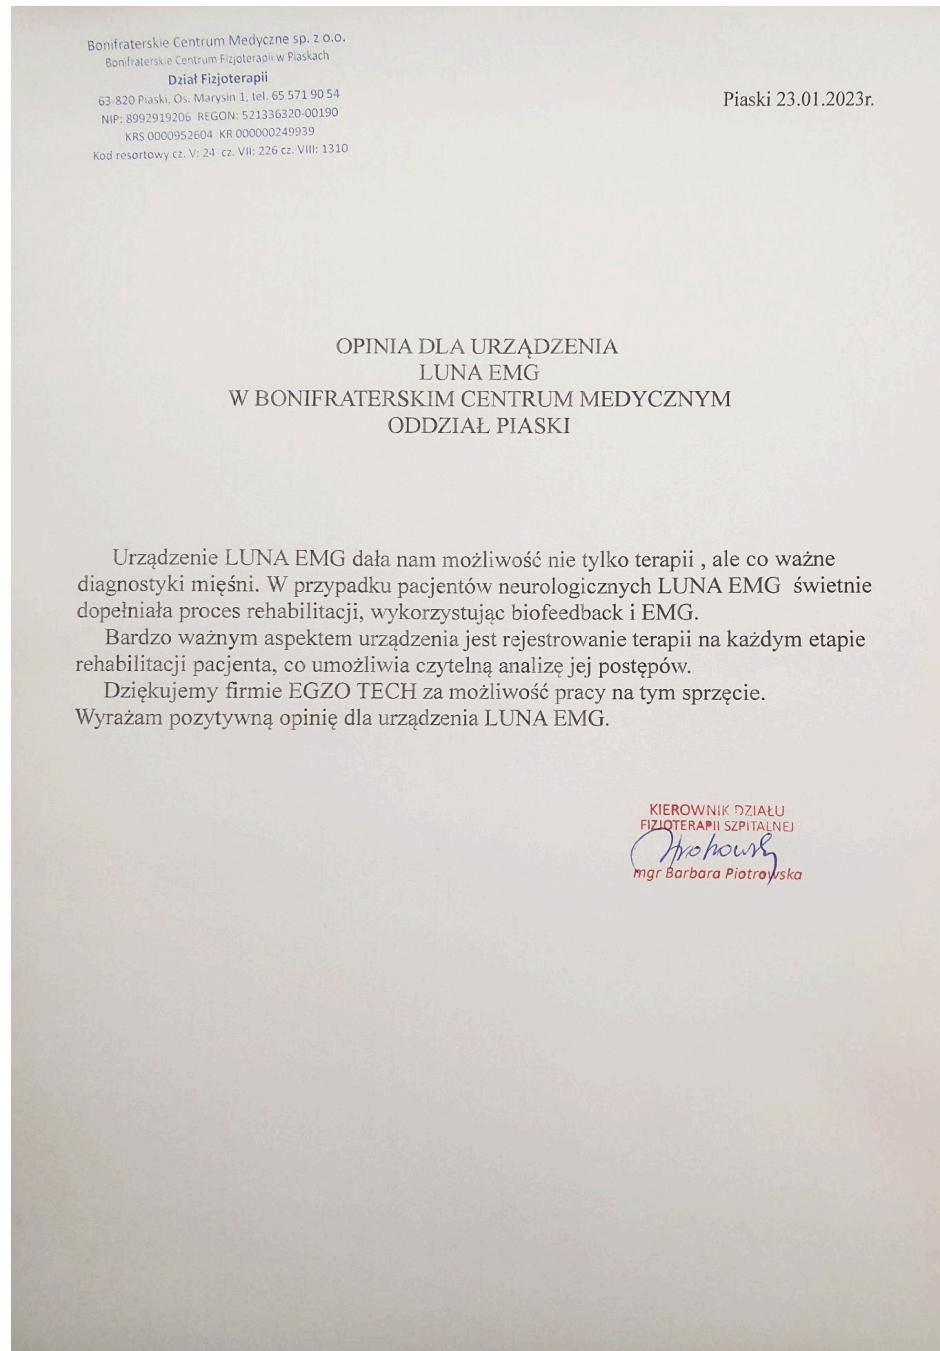 Bonifraterskie Centrum Medyczne sp. z o.o.
Bonifraterskie Centrum Fizjoterapii w Piaskach
Dział Fizjoterapii
63-820 Piaski, Os. Marysin 1, tel. 65 571 90 54
NIP: 8992919206 REGON: 521336320-00190
KRS 0000952604 KR 000000249939
Kod resortowy cz. V: 24 cz. VII: 226 cz. VIII: 1310
Piaski 23.01.2023r.
OPINIA DLA URZĄDZENIA
LUNA EMG
W BONIFRATERSKIM CENTRUM MEDYCZNYM
ODDZIAŁ PIASKI
Urządzenie LUNA EMG dała nam możliwość nie tylko terapii , ale co ważne
diagnostyki mięśni. W przypadku pacjentów neurologicznych LUNA EMG świetnie
dopełniała proces rehabilitacji, wykorzystując biofeedback i EMG.
Bardzo ważnym aspektem urządzenia jest rejestrowanie terapii na każdym etapie
rehabilitacji pacjenta, co umożliwia czytelną analizę jej postępów.
Dziękujemy firmie EGZO TECH za możliwość pracy na tym sprzęcie.
Wyrażam pozytywną opinię dla urządzenia LUNA EMG.
KIEROWNIK DZIAŁU
FIZJOTERAPII SZPITALNEJ
mgr Barbara Piotrowska